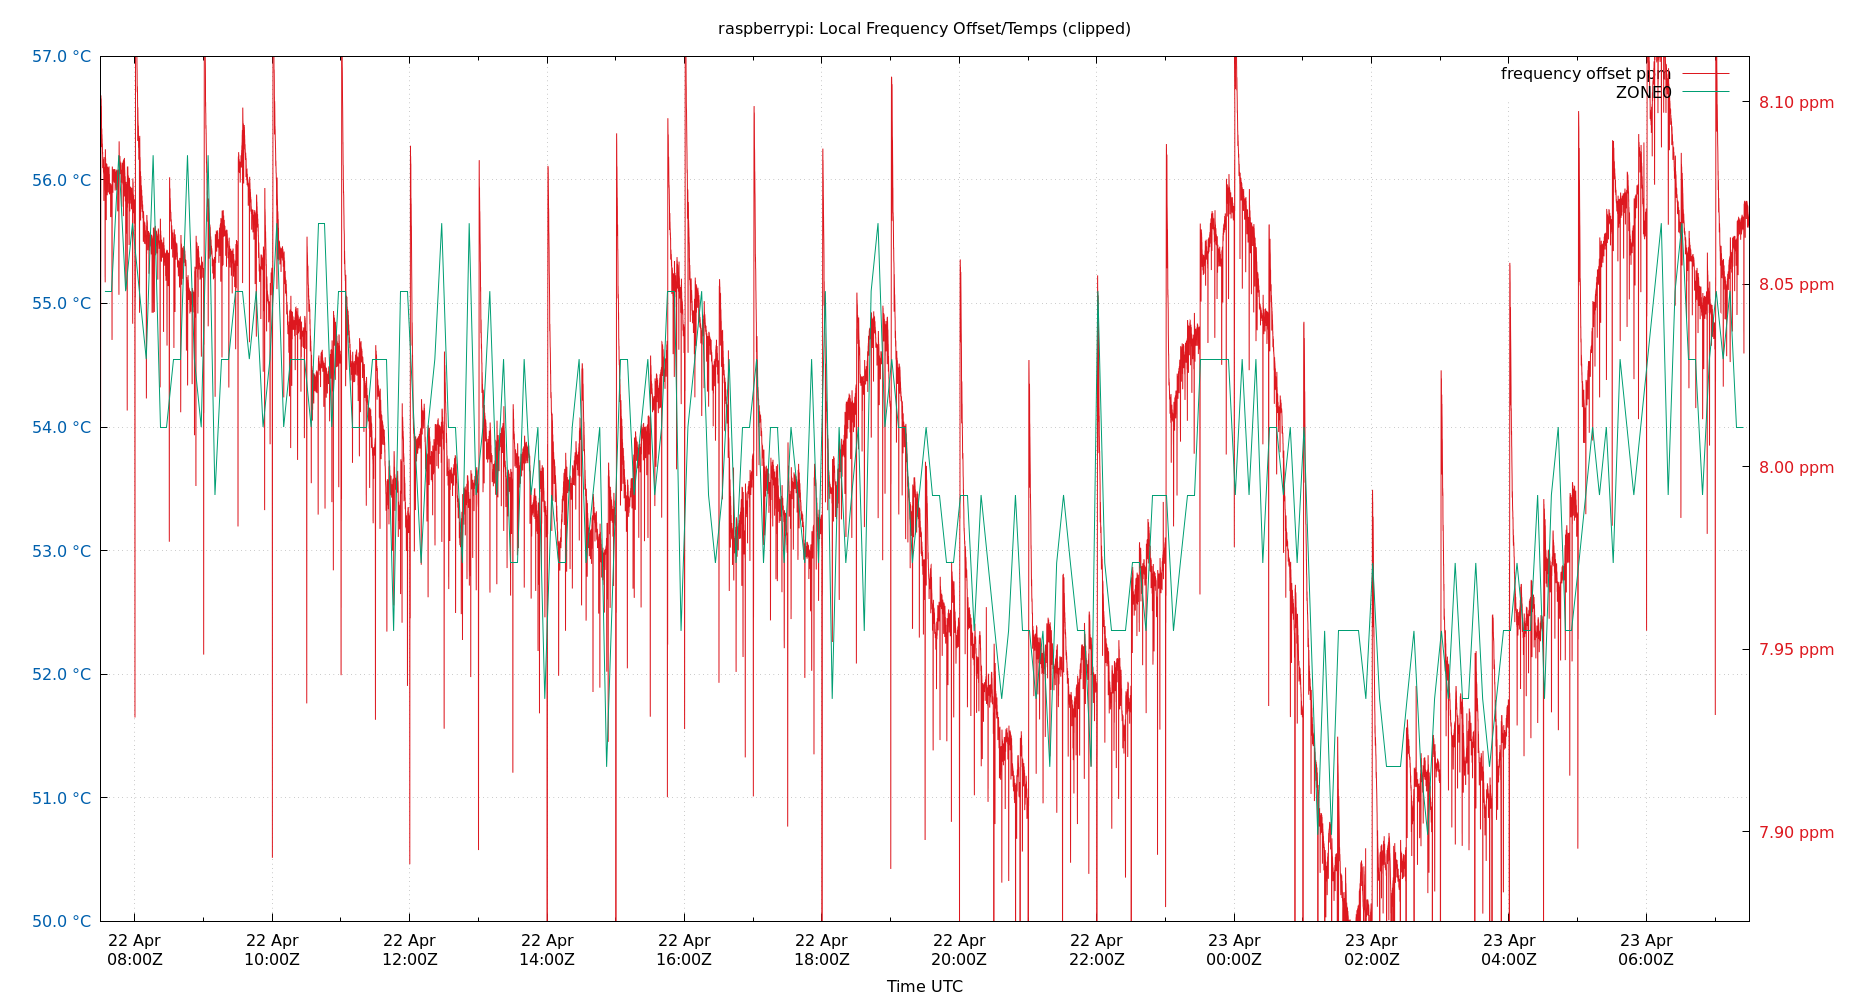 raspberrypi: Local Frequency Offset/Temps (clipped)
57.0 °C
56.0 °C
55.0 °C
54.0 °C
53.0 °C
52.0 °C
51.0 °C
50.0 °C
frequency offset ppm
ZONE0
8.10 ppm
8.05 ppm
8.00 ppm
7.95 ppm
7.90 ppm
22 Apr 22 Apr 22 Apr 22 Apr 22 Apr 22 Apr 22 Apr 22 Apr 23 Apr 23 Apr 23 Apr 23 Apr
08:00Z 10:00Z 12:00Z 14:00Z 16:00Z 18:00Z 20:00Z 22:00Z 00:00Z 02:00Z 04:00Z 06:00Z
Time UTC